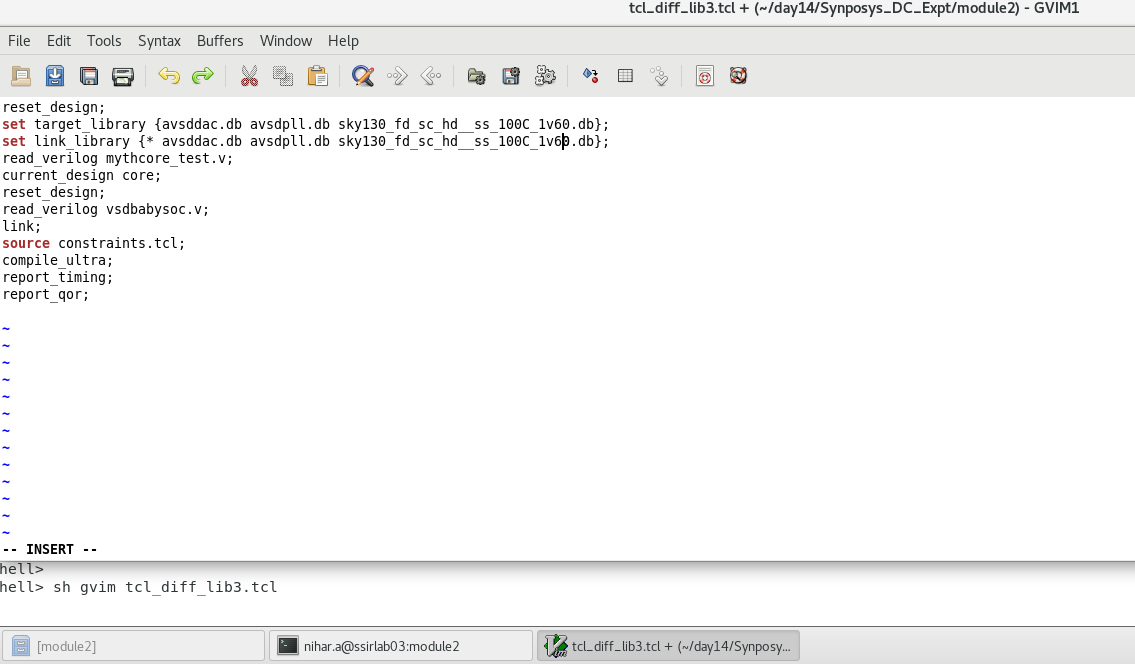 tcl_diff_lib3.tcl + (~/day14/Synposys_DC_Expt/module2) - GVIM1
File Edit Tools Syntax Buffers Window Help
reset_design;
set target_library {avsddac.db avsdpll.db sky130_fd_sc_hd__ss_100C_1v60.db};
set link_library {* avsddac.db avsdpll.db sky130_fd_sc_hd__ss_100C_1v60.db};
read_verilog mythcore_test.v;
current_design core;
reset_design;
read_verilog vsdbabysoc.v;
link;
source constraints.tcl;
compile_ultra;
report_timing;
report_qor;
~
~
~
~
~
~
~
~
~
~
~
~
~
-- INSERT --
hell>
hell> sh gvim tcl_diff_lib3.tcl
[module2] nihar.a@ssirlab03:module2 tcl_diff_lib3.tcl + (~/day14/Synposy...